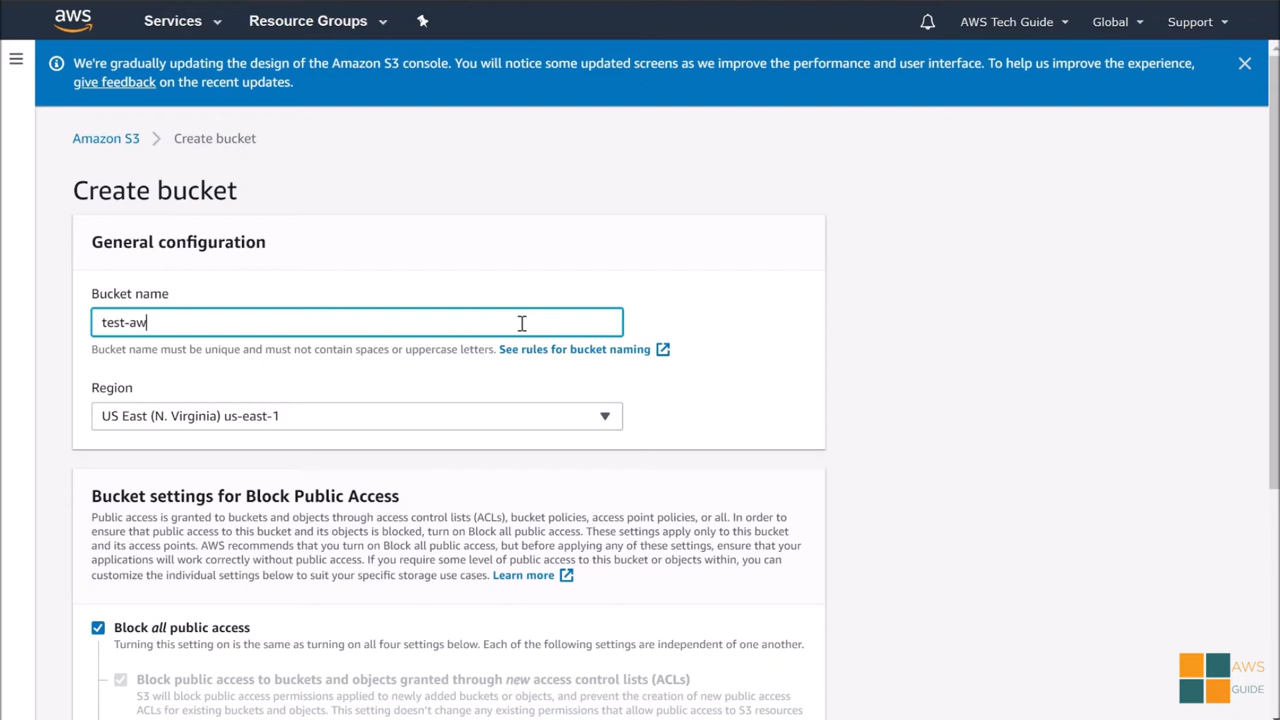 aws Services Resource Groups AWS Tech Guide Global Support
We're gradually updating the design of the Amazon S3 console. You will notice some updated screens as we improve the performance and user interface. To help us improve the experience,
give feedback on the recent updates.
Amazon S3 Create bucket
Create bucket
General configuration
Bucket name
test-aw
Bucket name must be unique and must not contain spaces or uppercase letters. See rules for bucket naming
Region
US East (N. Virginia) us-east-1
Bucket settings for Block Public Access
Public access is granted to buckets and objects through access control lists (ACLs), bucket policies, access point policies, or all. In order to
ensure that public access to this bucket and its objects is blocked, turn on Block all public access. These settings apply only to this bucket
and its access points. AWS recommends that you turn on Block all public access, but before applying any of these settings, ensure that your
applications will work correctly without public access. If you require some level of public access to this bucket or objects within, you can
customize the individual settings below to suit your specific storage use cases. Learn more
Block all public access
Turning this setting on is the same as turning on all four settings below. Each of the following settings are independent of one another.
Block public access to buckets and objects granted through new access control lists (ACLs)
S3 will block public access permissions applied to newly added buckets or objects, and prevent the creation of new public access
ACLs for existing buckets and objects. This setting doesn't change any existing permissions that allow public access to S3 resources
AWS
GUIDE